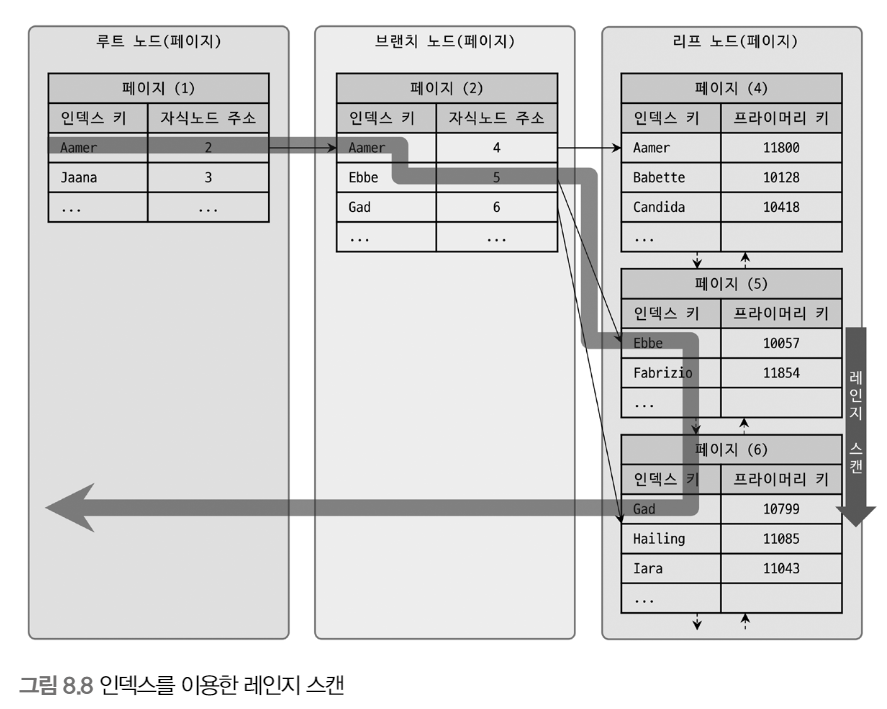 루트 노드(페이지)
페이지 (1)
인덱스 키 자식노드 주소
Aamer 2
Jaana 3
... ...
브랜치 노드(페이지)
페이지 (2)
인덱스 키 자식노드 주소
Aamer 4
Ebbe 5
Gad 6
... ...
리프 노드(페이지)
페이지 (4)
인덱스 키 프라이머리 키
Aamer 11800
Babette 10128
Candida 10418
...
페이지 (5)
인덱스 키 프라이머리 키
Ebbe 10057
Fabrizio 11854
...
페이지 (6)
인덱스 키 프라이머리 키
Gad 10799
Hailing 11085
Iara 11043
...
레인지 스캔
그림 8.8 인덱스를 이용한 레인지 스캔